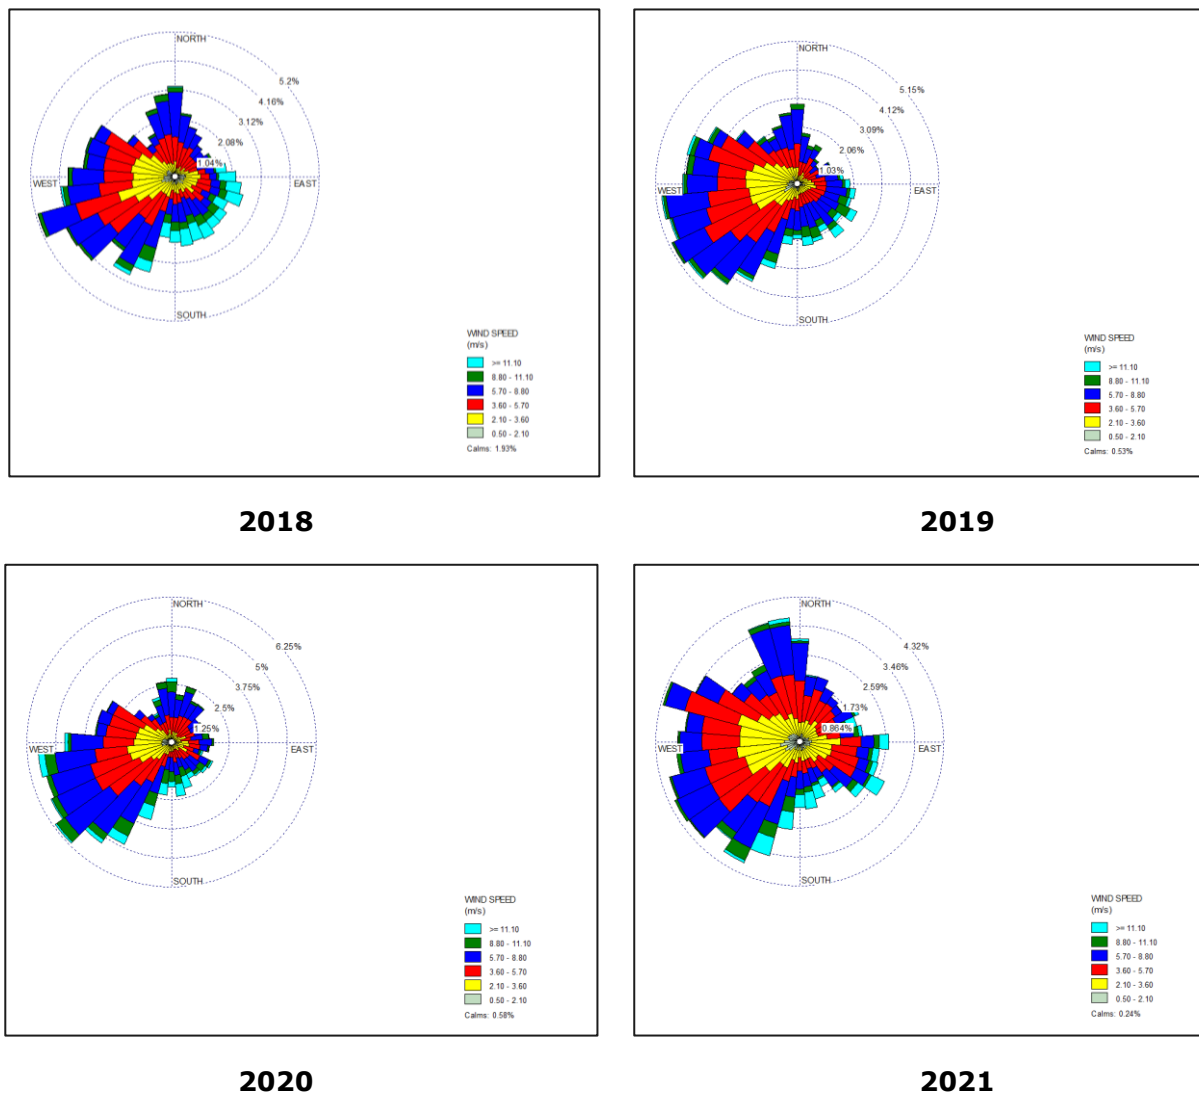 NORTH
5.2%
4.16%
3.12%
2.08%
1.04%
WEST
EAST
SOUTH
WIND SPEED
(m/s)
>= 11.10
8.80 - 11.10
5.70 - 8.80
3.60 - 5.70
2.10 - 3.60
0.50 - 2.10
Calms: 1.93%
2018
NORTH
5.15%
4.12%
3.09%
2.06%
1.03%
WEST
EAST
SOUTH
WIND SPEED
(m/s)
>= 11.10
8.80 - 11.10
5.70 - 8.80
3.60 - 5.70
2.10 - 3.60
0.50 - 2.10
Calms: 0.53%
2019
NORTH
6.25%
5%
3.75%
2.5%
1.25%
WEST
EAST
SOUTH
WIND SPEED
(m/s)
>= 11.10
8.80 - 11.10
5.70 - 8.80
3.60 - 5.70
2.10 - 3.60
0.50 - 2.10
Calms: 0.58%
2020
NORTH
4.32%
3.46%
2.59%
1.73%
0.864%
WEST
EAST
SOUTH
WIND SPEED
(m/s)
>= 11.10
8.80 - 11.10
5.70 - 8.80
3.60 - 5.70
2.10 - 3.60
0.50 - 2.10
Calms: 0.24%
2021